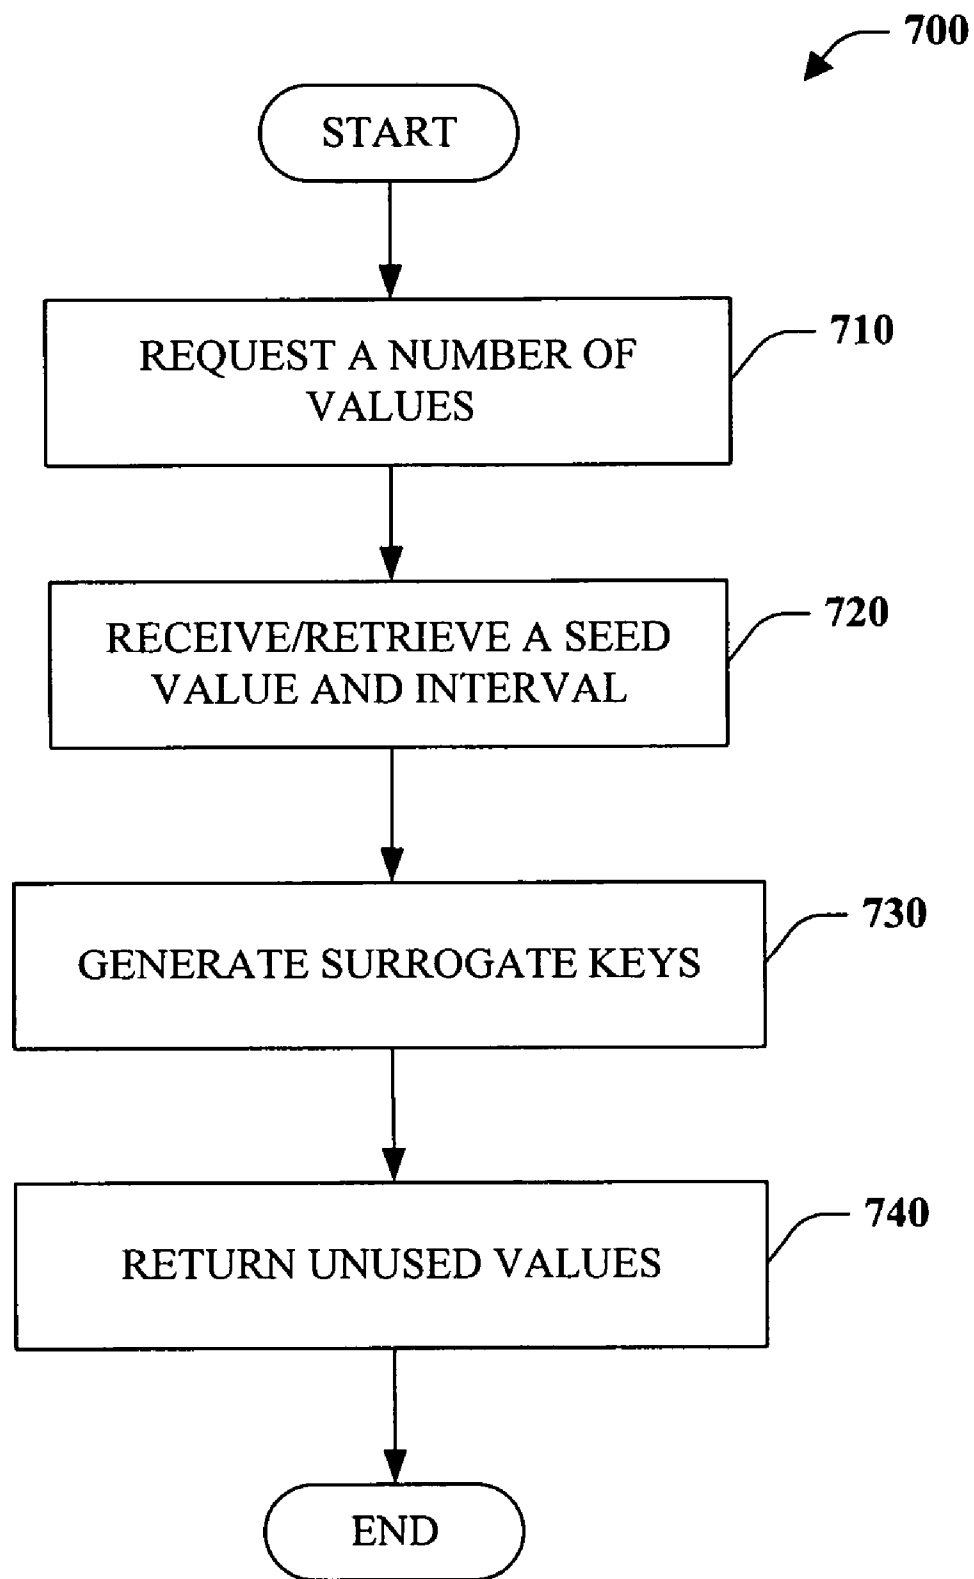 700
START
REQUEST A NUMBER OF
VALUES
710
RECEIVE/RETRIEVE A SEED
VALUE AND INTERVAL
720
GENERATE SURROGATE KEYS
730
RETURN UNUSED VALUES
740
END